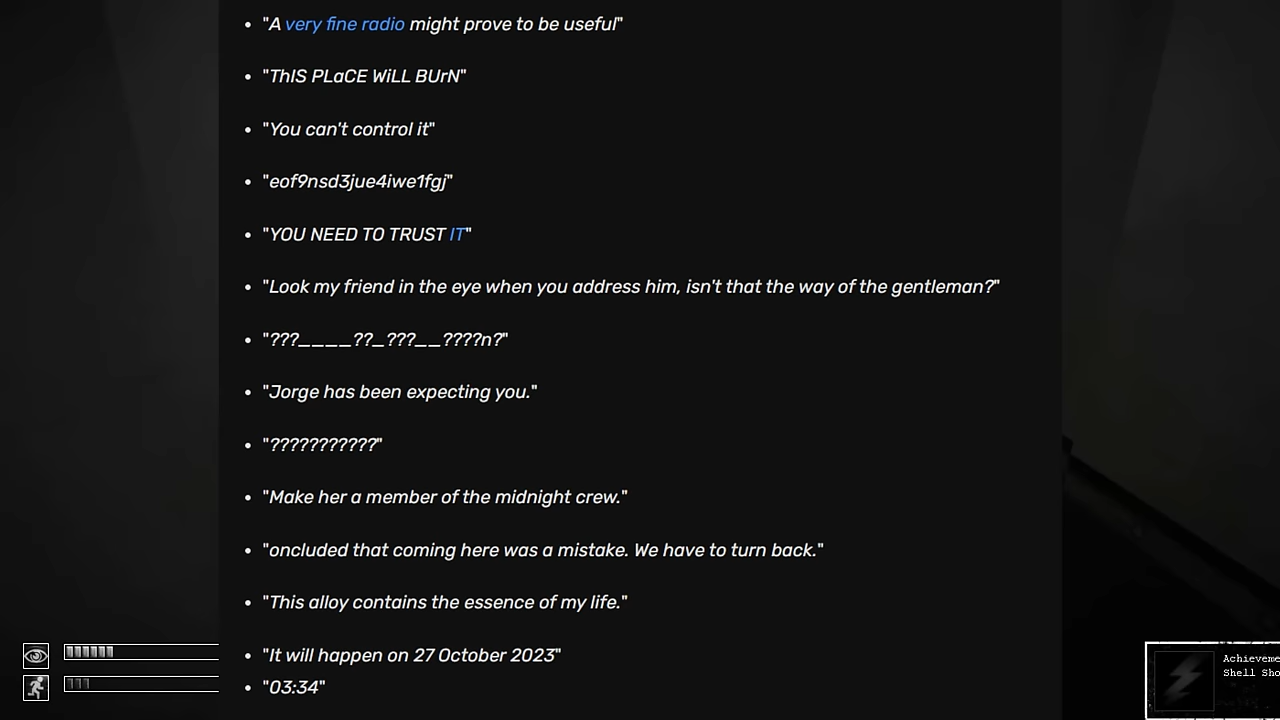 "A very fine radio might prove to be useful"
"ThIS PLaCE WiLL BUrN"
"You can't control it"
"eof9nsd3jue4iwe1fgj"
"YOU NEED TO TRUST IT"
"Look my friend in the eye when you address him, isn't that the way of the gentleman?"
"???____??_???__????n?"
"Jorge has been expecting you."
"???????????"
"Make her a member of the midnight crew."
"oncluded that coming here was a mistake. We have to turn back."
"This alloy contains the essence of my life."
"It will happen on 27 October 2023"
"03:34"
Achieveme
Shell Sho